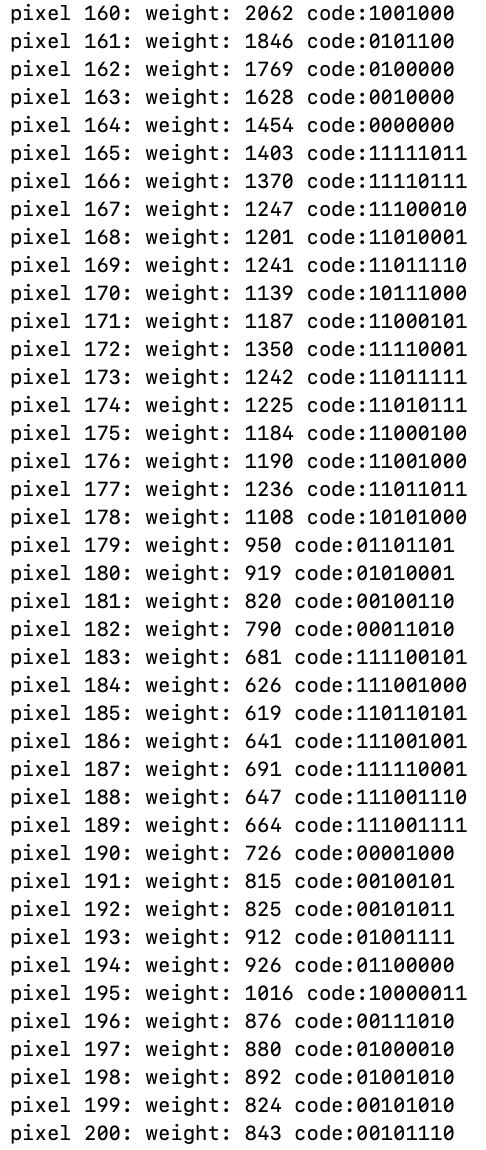 pixel 160: weight: 2062 code:1001000
pixel 161: weight: 1846 code:0101100
pixel 162: weight: 1769 code:0100000
pixel 163: weight: 1628 code:0010000
pixel 164: weight: 1454 code:0000000
pixel 165: weight: 1403 code:11111011
pixel 166: weight: 1370 code:11110111
pixel 167: weight: 1247 code:11100010
pixel 168: weight: 1201 code:11010001
pixel 169: weight: 1241 code:11011110
pixel 170: weight: 1139 code:10111000
pixel 171: weight: 1187 code:11000101
pixel 172: weight: 1350 code:11110001
pixel 173: weight: 1242 code:11011111
pixel 174: weight: 1225 code:11010111
pixel 175: weight: 1184 code:11000100
pixel 176: weight: 1190 code:11001000
pixel 177: weight: 1236 code:11011011
pixel 178: weight: 1108 code:10101000
pixel 179: weight: 950 code:01101101
pixel 180: weight: 919 code:01010001
pixel 181: weight: 820 code:00100110
pixel 182: weight: 790 code:00011010
pixel 183: weight: 681 code:111100101
pixel 184: weight: 626 code:111001000
pixel 185: weight: 619 code:110110101
pixel 186: weight: 641 code:111001001
pixel 187: weight: 691 code:111110001
pixel 188: weight: 647 code:111001110
pixel 189: weight: 664 code:111001111
pixel 190: weight: 726 code:00001000
pixel 191: weight: 815 code:00100101
pixel 192: weight: 825 code:00101011
pixel 193: weight: 912 code:01001111
pixel 194: weight: 926 code:01100000
pixel 195: weight: 1016 code:10000011
pixel 196: weight: 876 code:00111010
pixel 197: weight: 880 code:01000010
pixel 198: weight: 892 code:01001010
pixel 199: weight: 824 code:00101010
pixel 200: weight: 843 code:00101110